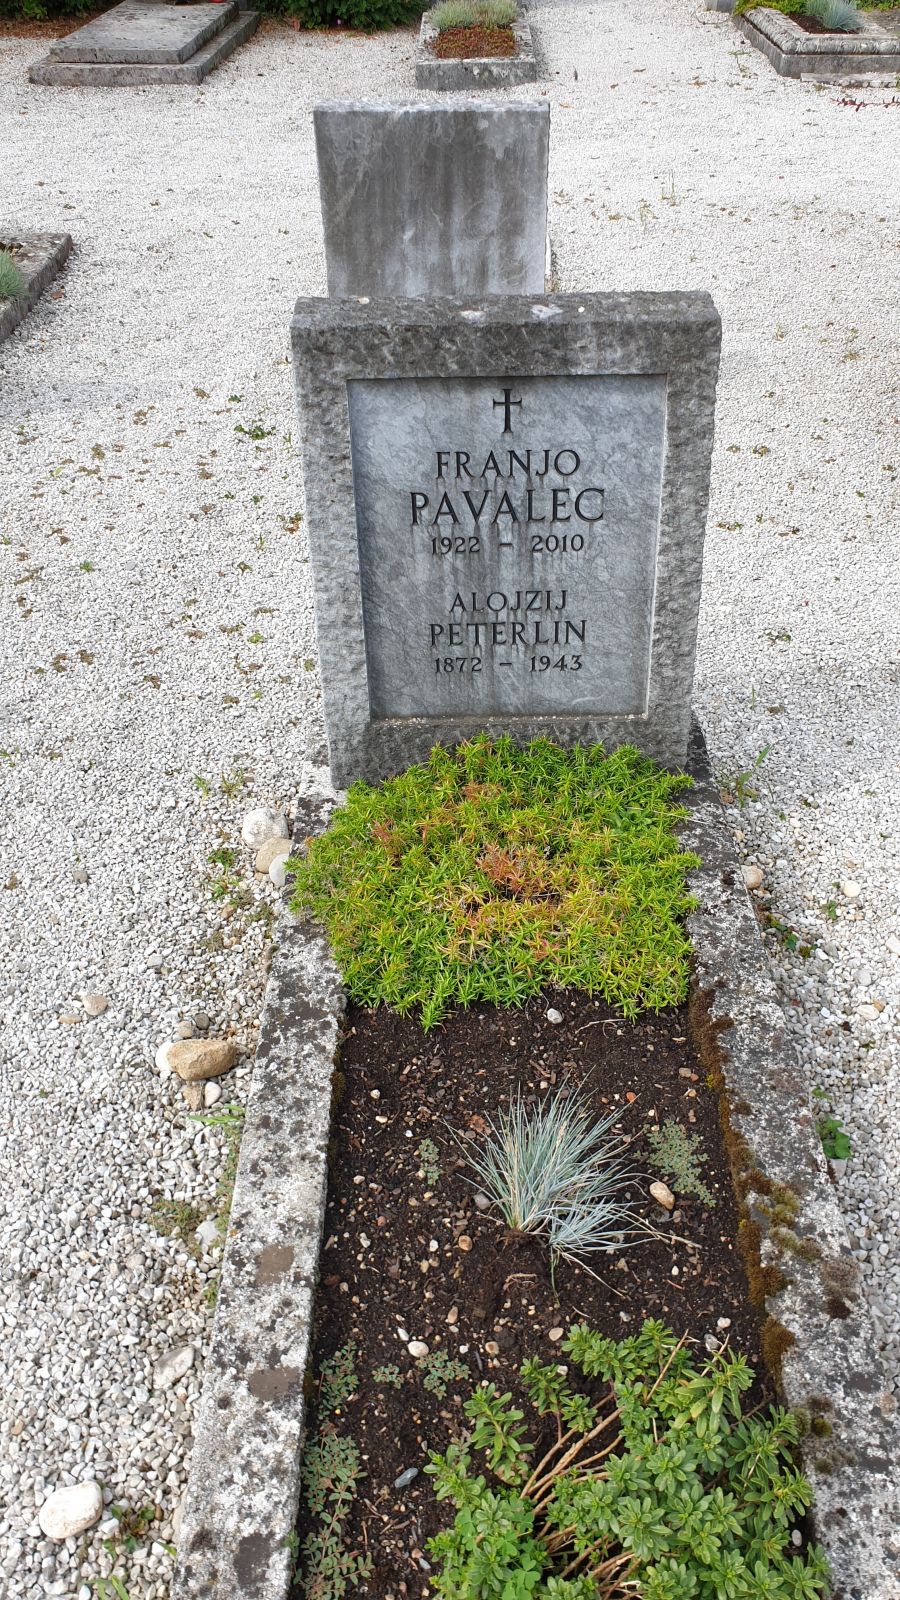 FRANJO
PAVALEC
1922 - 2010
ALOJZIJ
PETERLIN
1872 - 1943